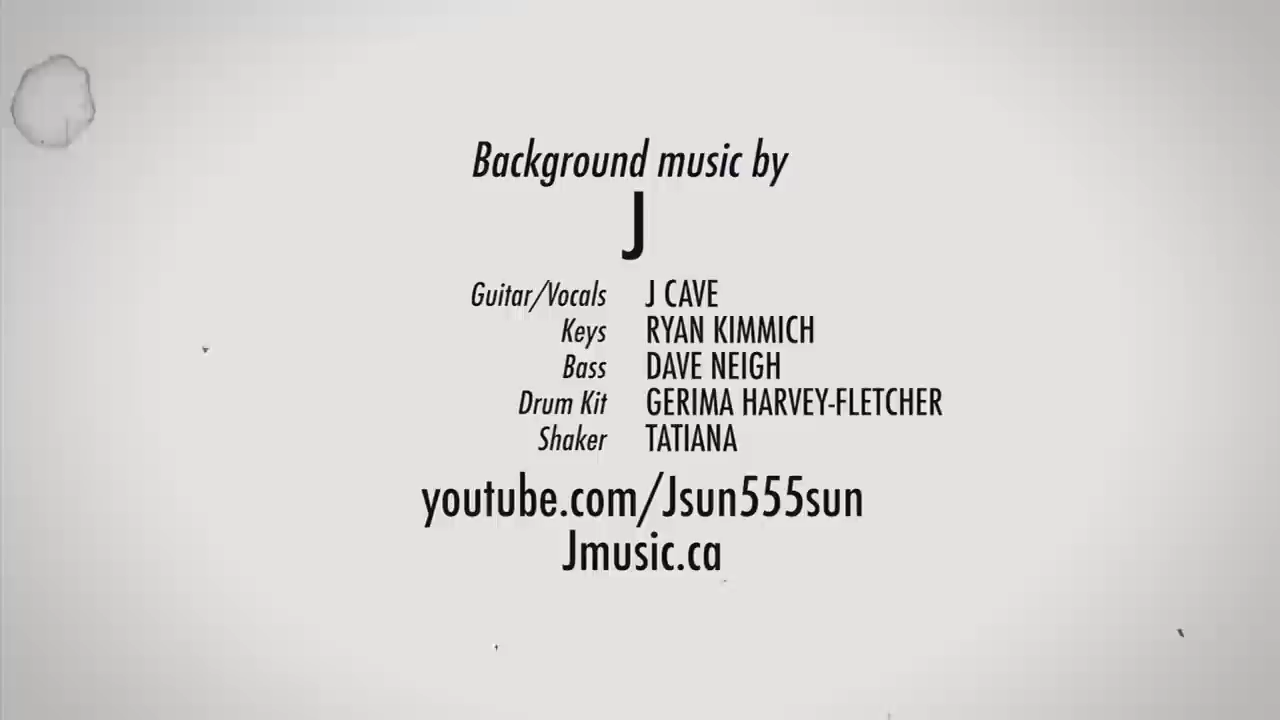 Background music by
J
Guitar/Vocals J CAVE
Keys RYAN KIMMICH
Bass DAVE NEIGH
Drum Kit GERIMA HARVEY-FLETCHER
Shaker TATIANA
youtube.com/Jsun555sun
Jmusic.ca